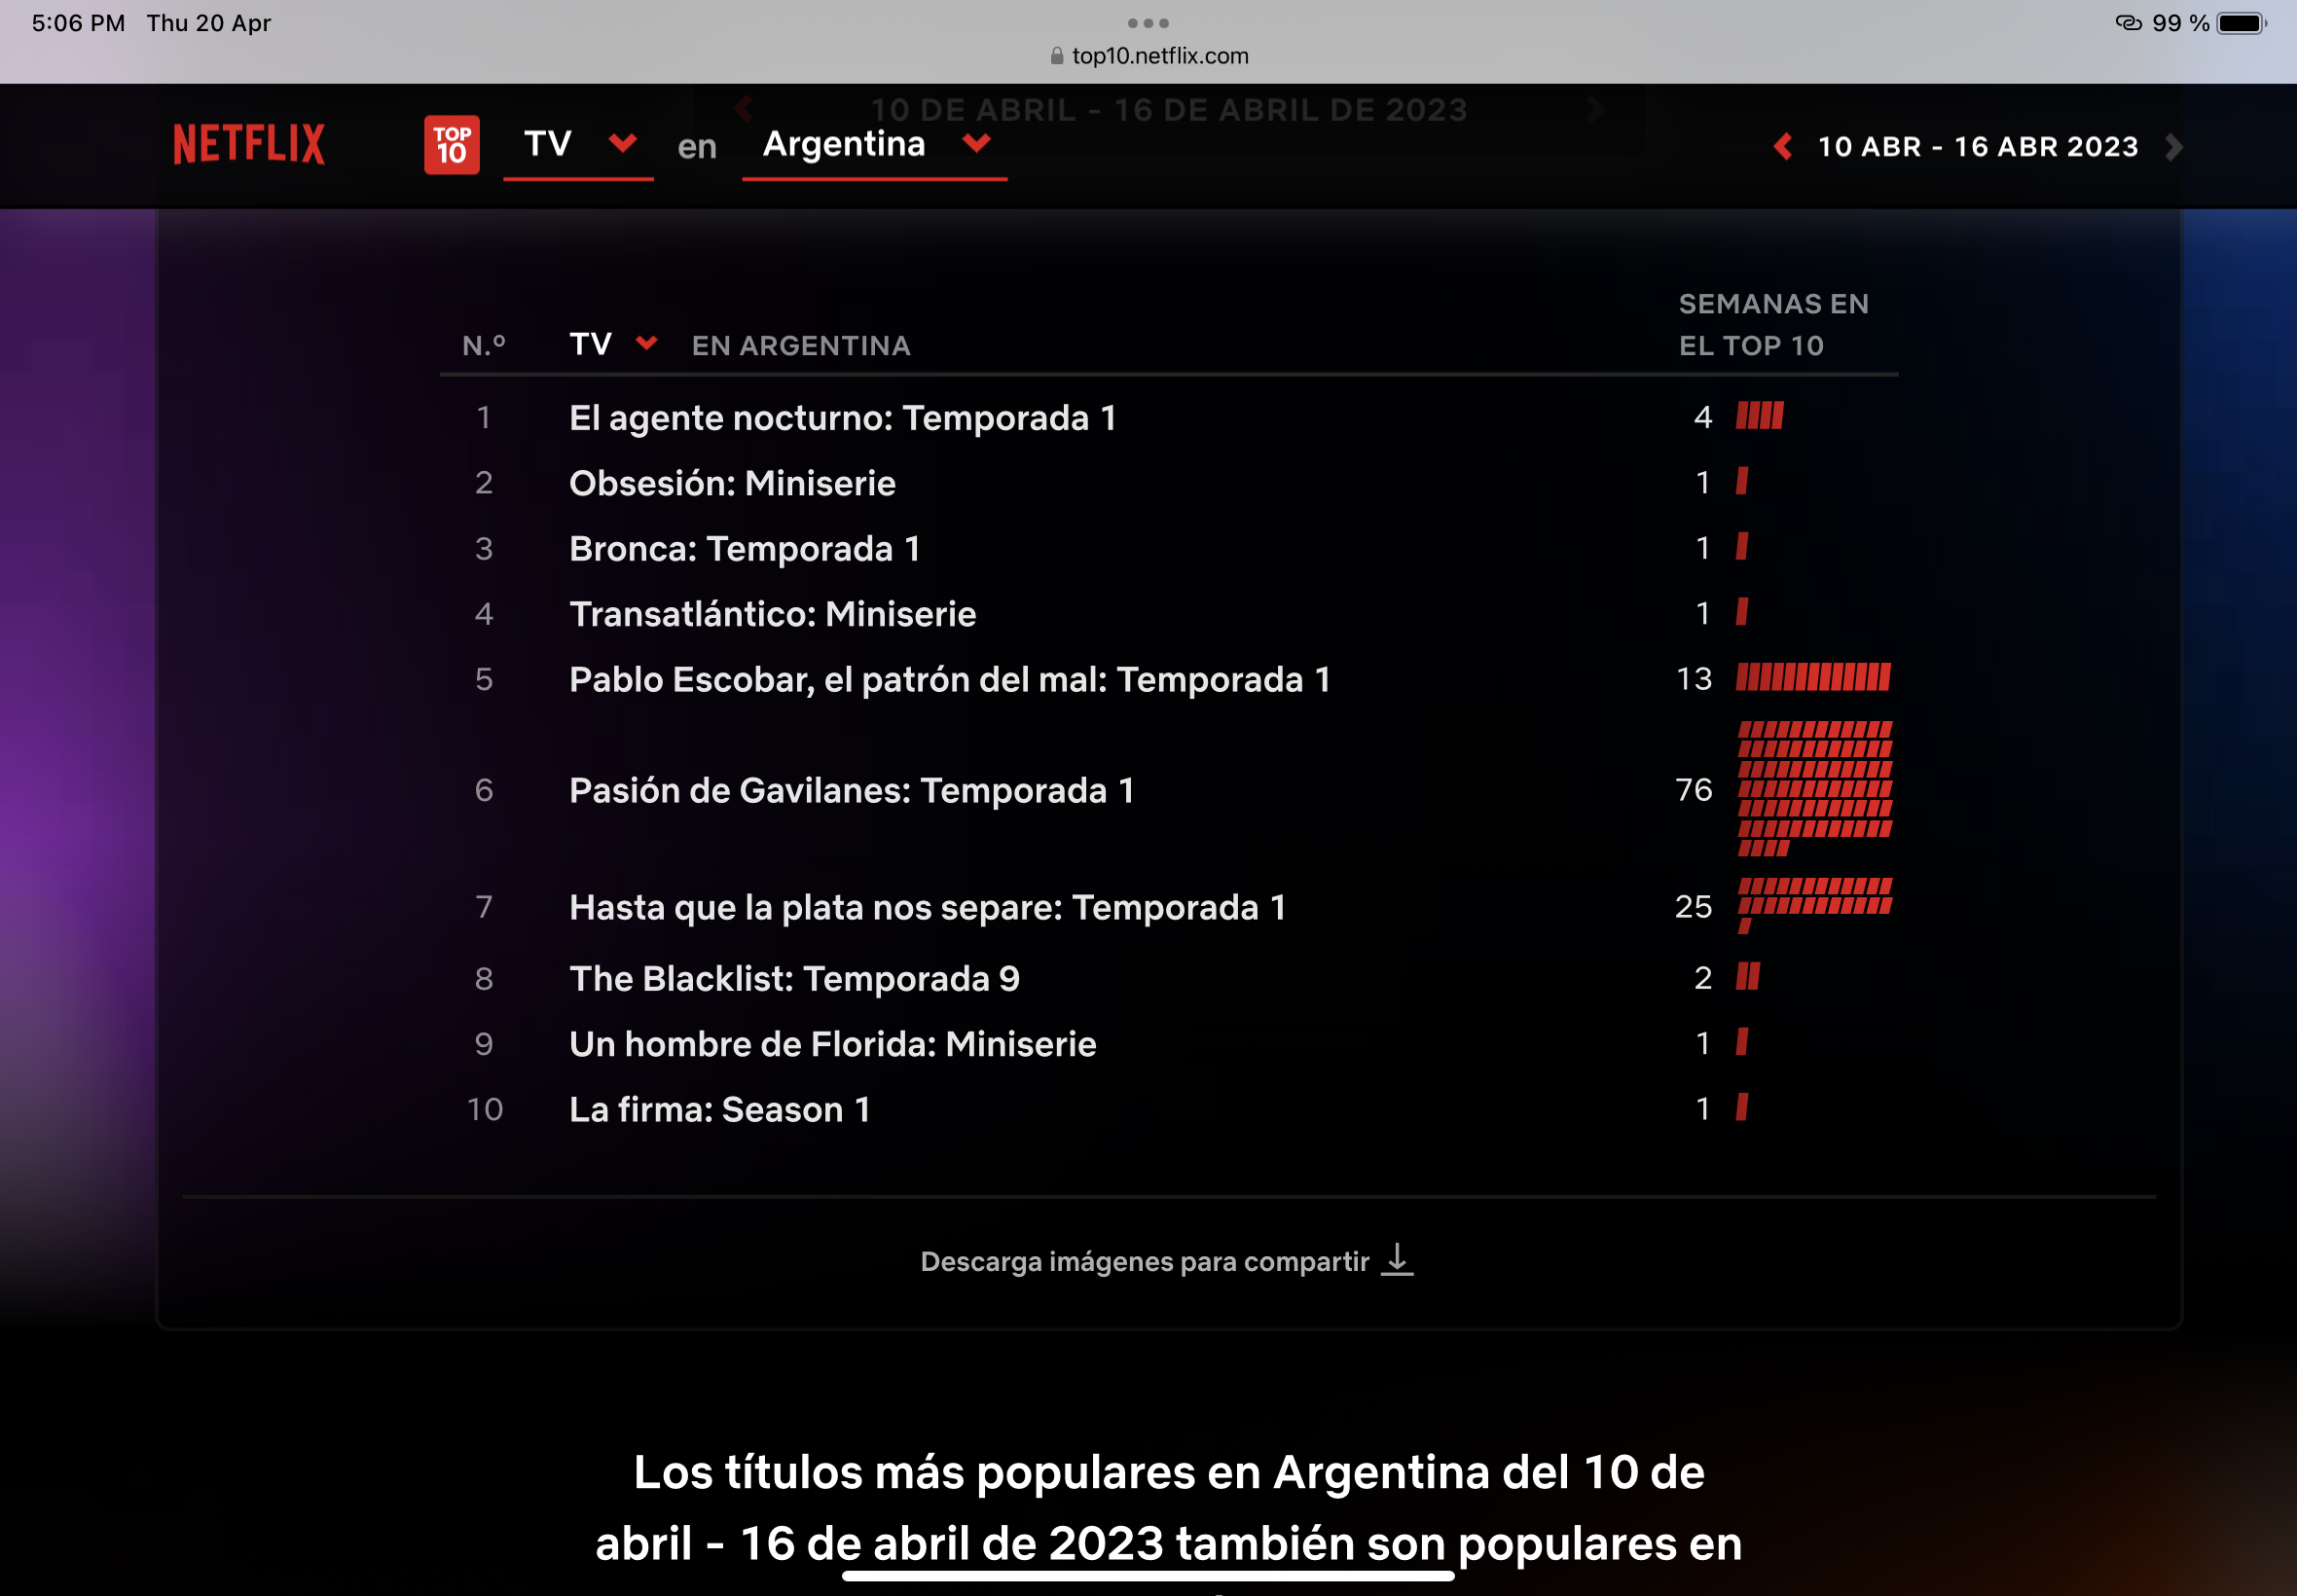 5:06 PM Thu 20 Apr
99 %
top10.netflix.com
10 DE ABRIL - 16 DE ABRIL DE 2023
NETFLIX
TOP
10
TV en Argentina
10 ABR - 16 ABR 2023
SEMANAS EN
EL TOP 10
N.º TV EN ARGENTINA
1 El agente nocturno: Temporada 1 4
2 Obsesión: Miniserie 1
3 Bronca: Temporada 1 1
4 Transatlántico: Miniserie 1
5 Pablo Escobar, el patrón del mal: Temporada 1 13
6 Pasión de Gavilanes: Temporada 1 76
7 Hasta que la plata nos separe: Temporada 1 25
8 The Blacklist: Temporada 9 2
9 Un hombre de Florida: Miniserie 1
10 La firma: Season 1 1
Descarga imágenes para compartir
Los títulos más populares en Argentina del 10 de
abril - 16 de abril de 2023 también son populares en